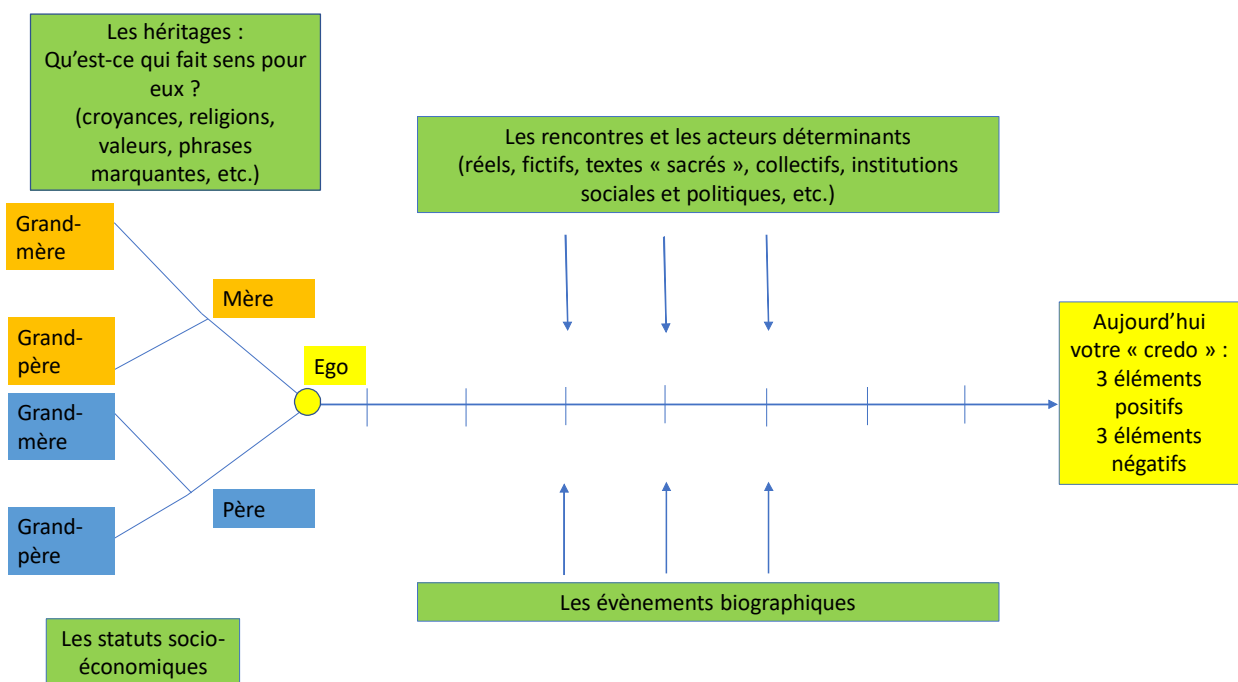 Les héritages :
Qu’est-ce qui fait sens pour
eux ?
(croyances, religions,
valeurs, phrases
marquantes, etc.)
Les rencontres et les acteurs déterminants
(réels, fictifs, textes « sacrés », collectifs, institutions
sociales et politiques, etc.)
Grand-
mère
Mère
Grand-
père
Ego
Grand-
mère
Père
Grand-
père
Aujourd’hui
votre « credo » :
3 éléments
positifs
3 éléments
négatifs
Les évènements biographiques
Les statuts socio-
économiques